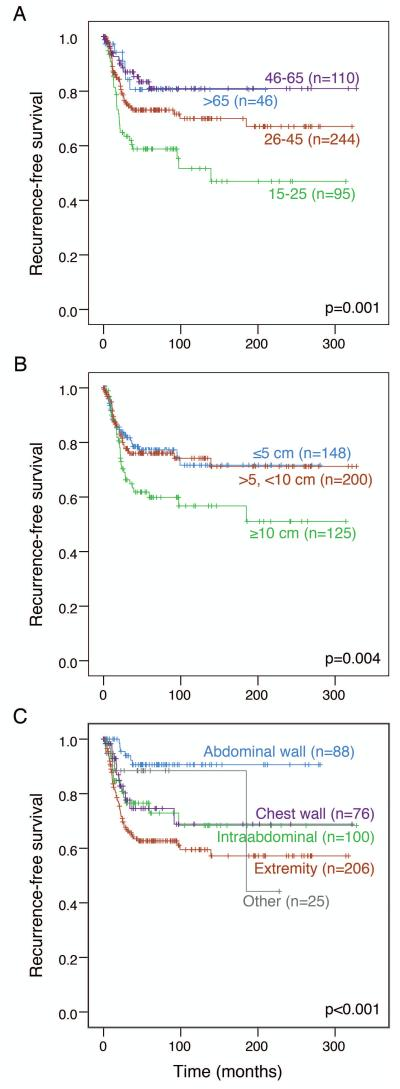 A
1.0
0.8
0.6
0.4
0.2
0.0
Recurrence-free survival
46-65 (n=110)
>65 (n=46)
26-45 (n=244)
15-25 (n=95)
p=0.001
0 100 200 300
B
1.0
0.8
0.6
0.4
0.2
0.0
Recurrence-free survival
≤5 cm (n=148)
>5, <10 cm (n=200)
≥10 cm (n=125)
p=0.004
0 100 200 300
C
1.0
0.8
0.6
0.4
0.2
0.0
Recurrence-free survival
Abdominal wall (n=88)
Chest wall (n=76)
Intraabdominal (n=100)
Extremity (n=206)
Other (n=25)
p<0.001
0 100 200 300
Time (months)